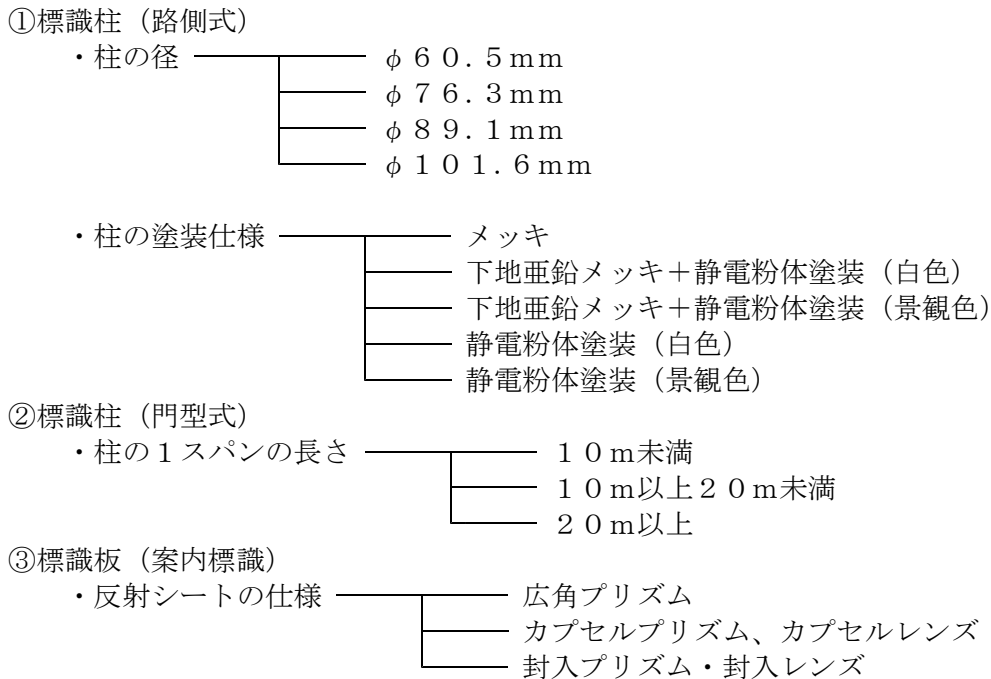 ①標識柱（路側式）
・柱の径 φ６０.５mm
φ７６.３mm
φ８９.１mm
φ１０１.６mm
・柱の塗装仕様 メッキ
下地亜鉛メッキ＋静電粉体塗装（白色）
下地亜鉛メッキ＋静電粉体塗装（景観色）
静電粉体塗装（白色）
静電粉体塗装（景観色）
②標識柱（門型式）
・柱の１スパンの長さ １０ｍ未満
１０ｍ以上２０ｍ未満
２０ｍ以上
③標識板（案内標識）
・反射シートの仕様 広角プリズム
カプセルプリズム、カプセルレンズ
封入プリズム・封入レンズ